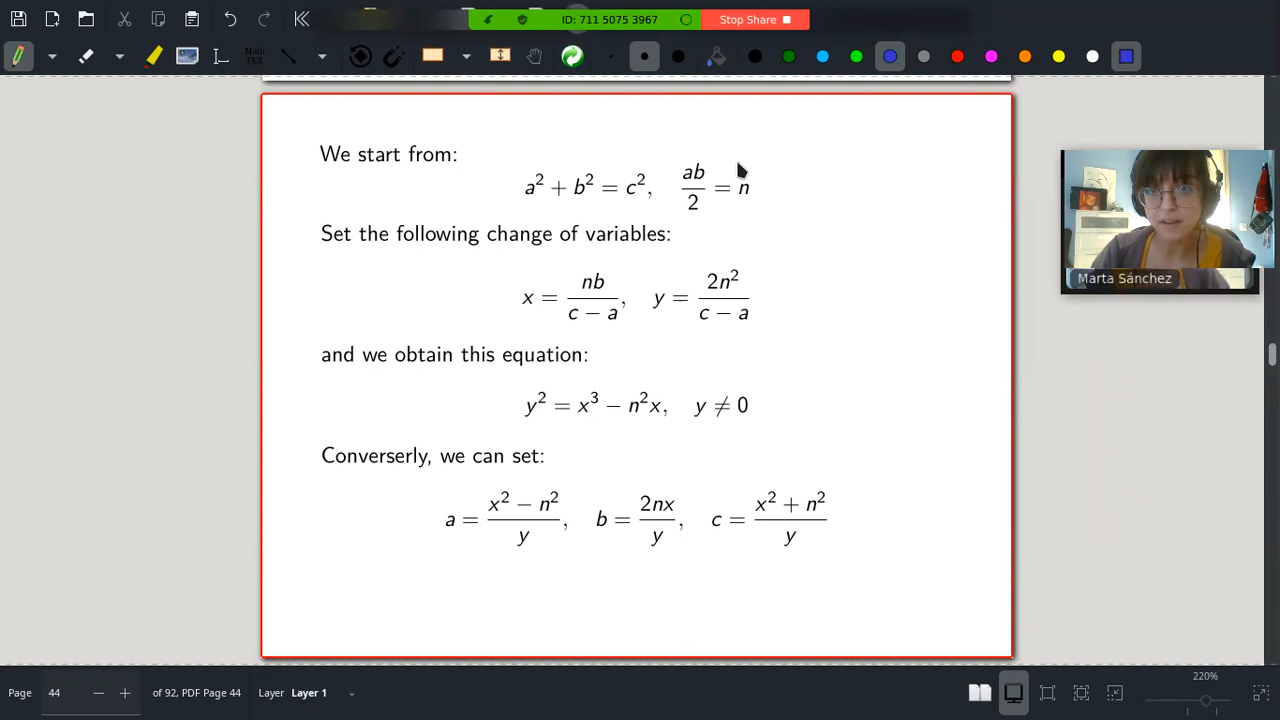 ID: 711 5075 3967
Stop Share
Math
TEX
We start from:
a² + b² = c², ab/2 = n
Set the following change of variables:
x = nb/(c − a), y = 2n²/(c − a)
and we obtain this equation:
y² = x³ − n²x, y ≠ 0
Converserly, we can set:
a = (x² − n²)/y, b = 2nx/y, c = (x² + n²)/y
Marta Sánchez
Page 44 of 92, PDF Page 44 Layer Layer 1
220%